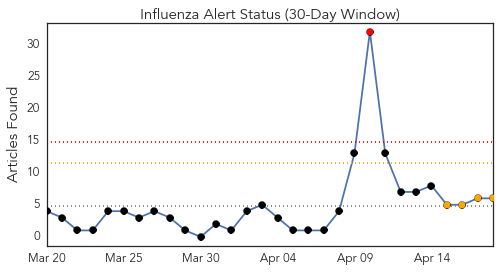 Influenza Alert Status (30-Day Window)
Articles Found
30
25
20
15
10
5
0
Mar 20 Mar 25 Mar 30 Apr 04 Apr 09 Apr 14